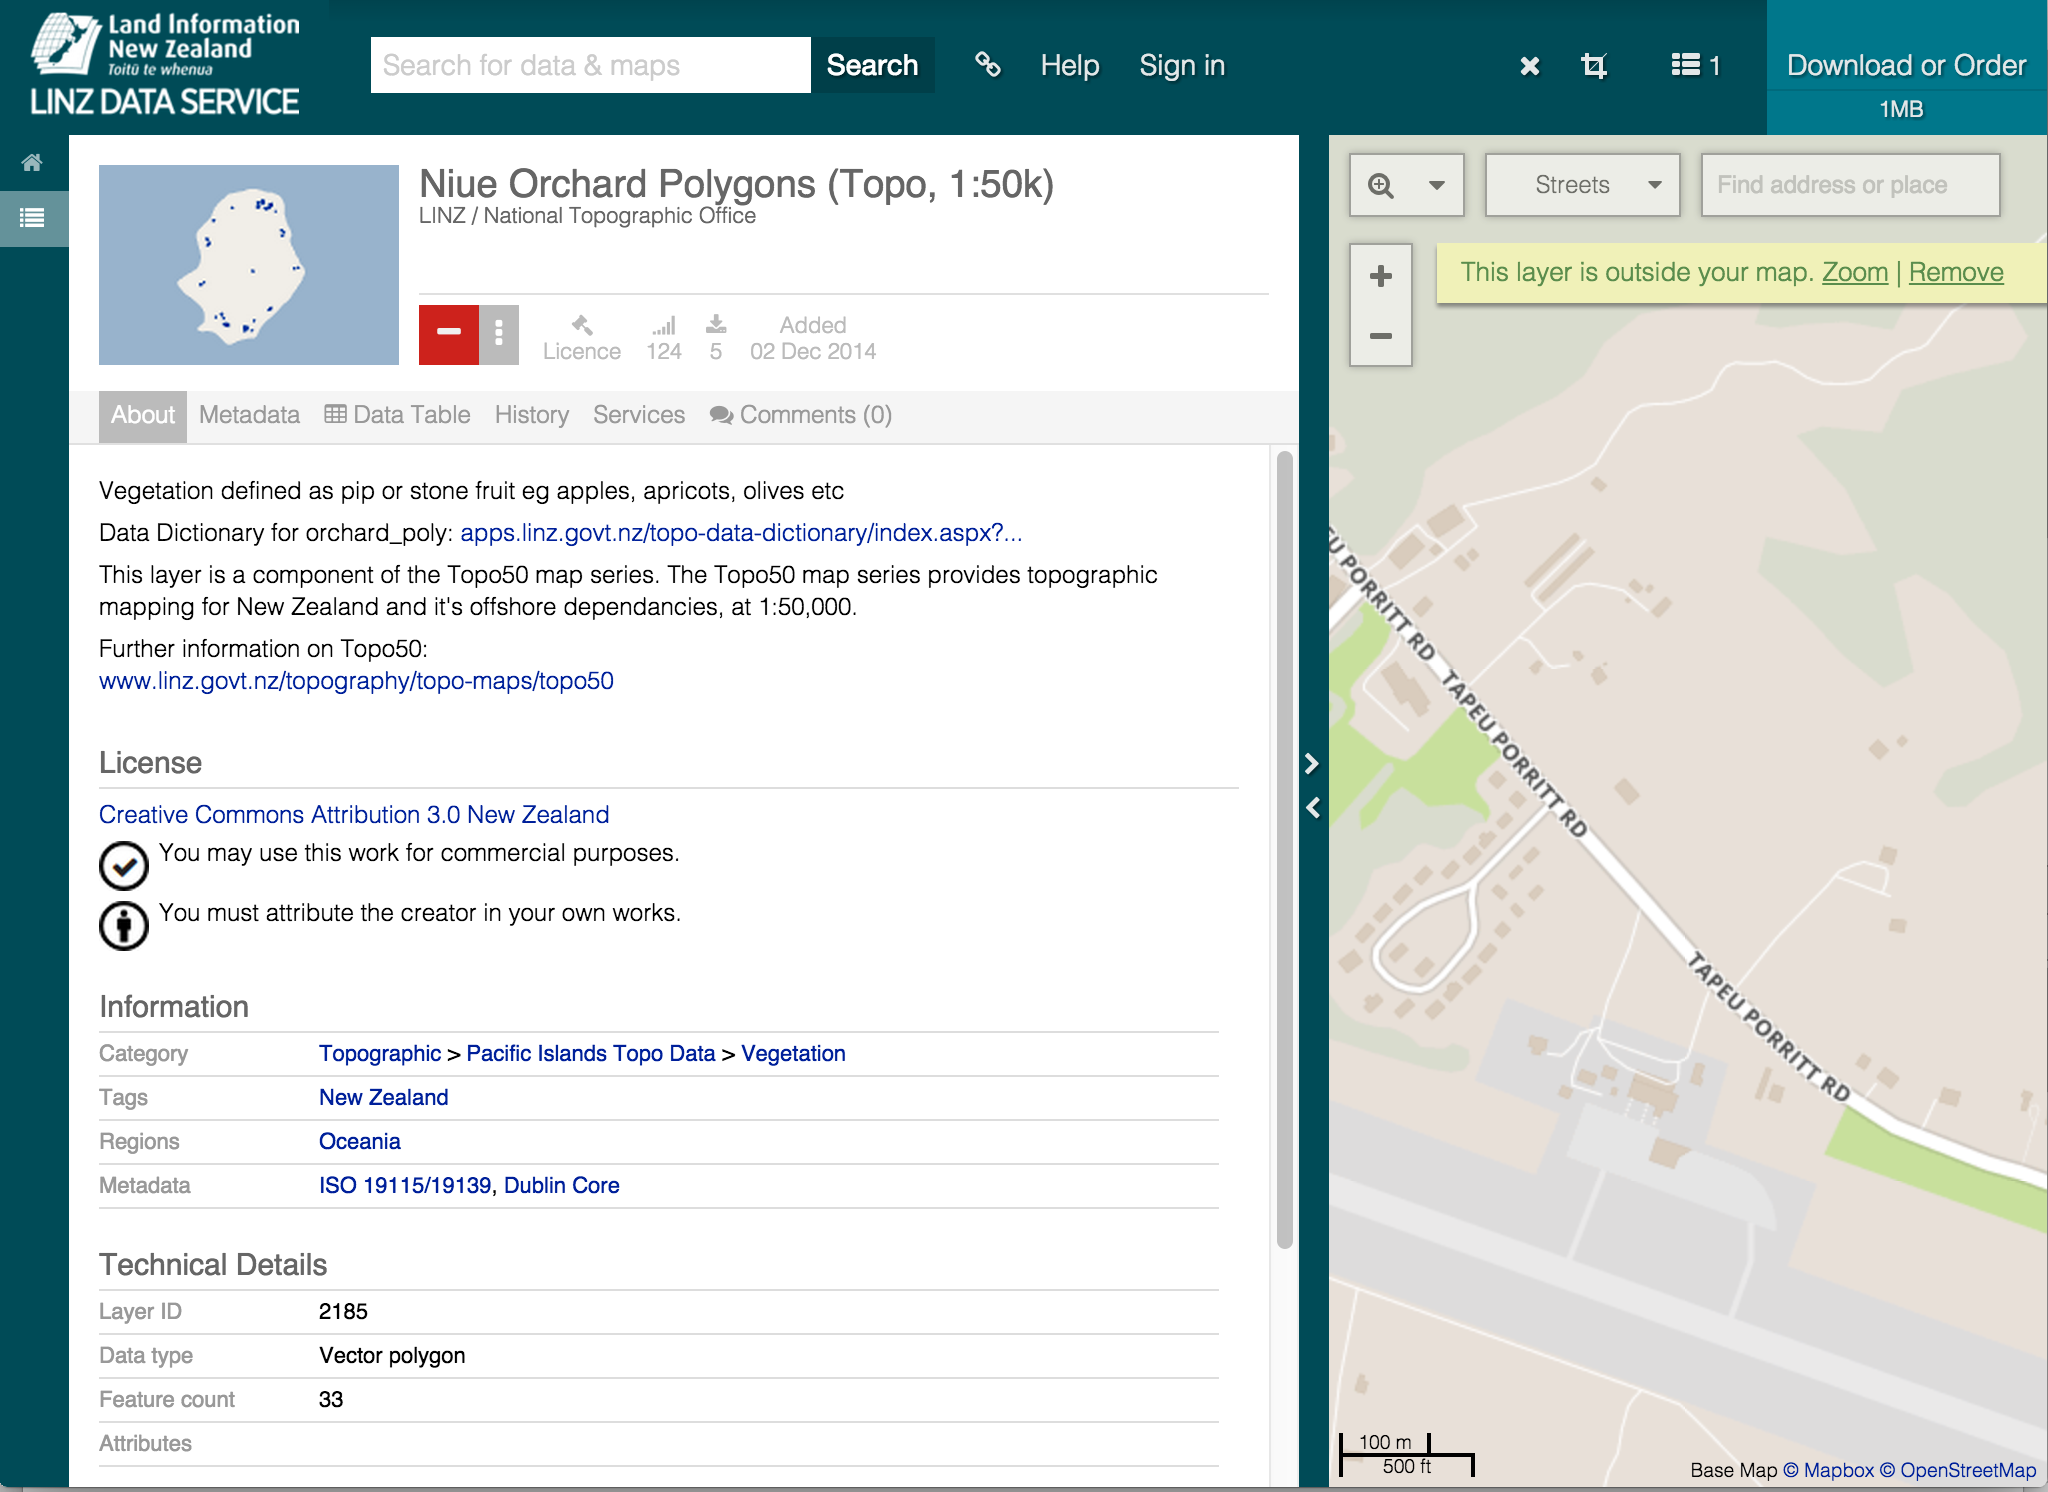 Land Information
New Zealand
Toitū te whenua
LINZ DATA SERVICE
Search for data & maps
Search
Help
Sign in
1
Download or Order
1MB
Niue Orchard Polygons (Topo, 1:50k)
LINZ / National Topographic Office
Licence
124
5
Added
02 Dec 2014
About
Metadata
Data Table
History
Services
Comments (0)
Vegetation defined as pip or stone fruit eg apples, apricots, olives etc
Data Dictionary for orchard_poly: apps.linz.govt.nz/topo-data-dictionary/index.aspx?...
This layer is a component of the Topo50 map series. The Topo50 map series provides topographic
mapping for New Zealand and it's offshore dependancies, at 1:50,000.
Further information on Topo50:
www.linz.govt.nz/topography/topo-maps/topo50
License
Creative Commons Attribution 3.0 New Zealand
You may use this work for commercial purposes.
You must attribute the creator in your own works.
Information
Category Topographic > Pacific Islands Topo Data > Vegetation
Tags New Zealand
Regions Oceania
Metadata ISO 19115/19139, Dublin Core
Technical Details
Layer ID 2185
Data type Vector polygon
Feature count 33
Attributes
Streets
Find address or place
This layer is outside your map. Zoom | Remove
EU PORRITT RD
TAPEU PORRITT RD
TAPEU PORRITT RD
100 m
500 ft
Base Map © Mapbox © OpenStreetMap